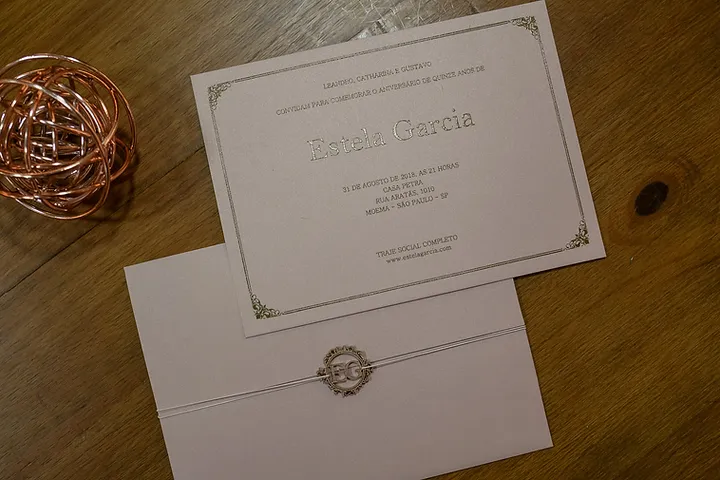 LEANDRO, CATHARINA E GUSTAVO
CONVIDAM PARA COMEMORAR O ANIVERSÁRIO DE QUINZE ANOS DE
Estela Garcia
31 DE AGOSTO DE 2018, ÀS 21 HORAS
CASA PETRA
RUA ARATÃS, 1010
MOEMA - SÃO PAULO - SP
TRAJE SOCIAL COMPLETO
www.estelagarcia.com
EG